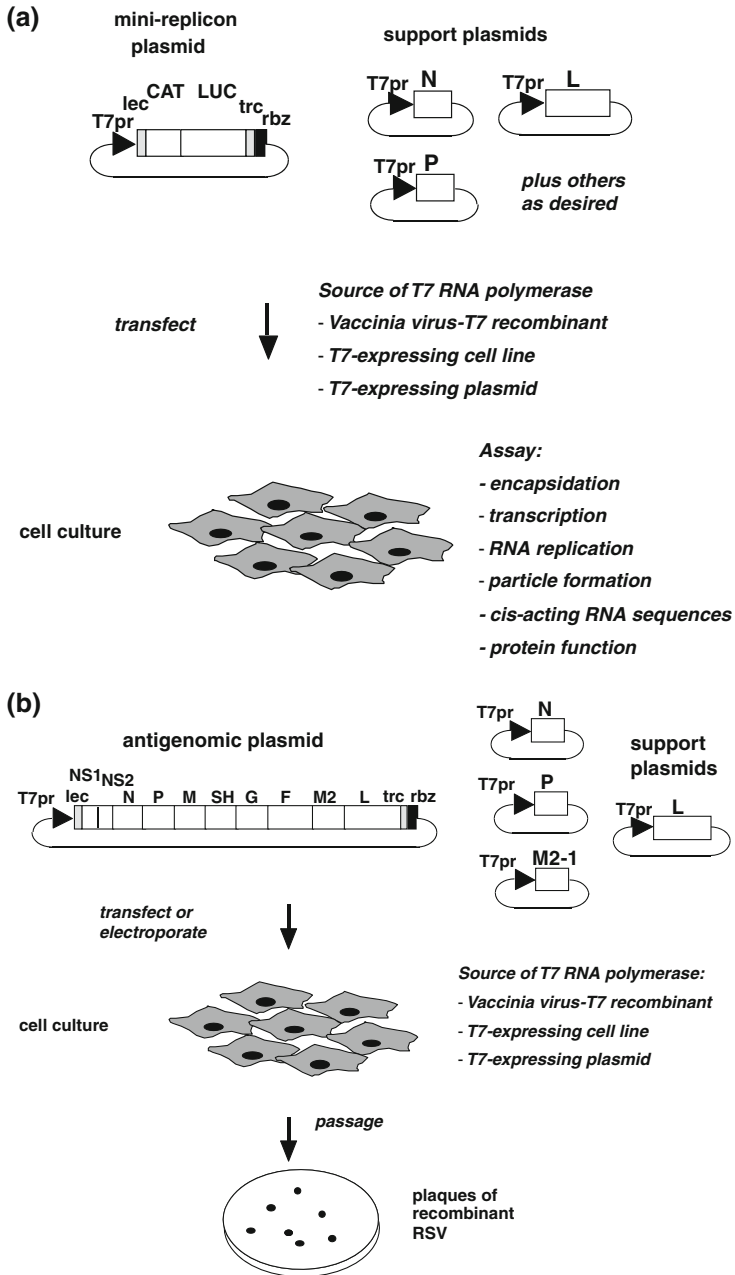 (a)
mini-replicon
plasmid
CAT LUC
lec trc
T7pr rbz
support plasmids
T7pr N
T7pr L
T7pr P
plus others
as desired
transfect
Source of T7 RNA polymerase
- Vaccinia virus-T7 recombinant
- T7-expressing cell line
- T7-expressing plasmid
cell culture
Assay:
- encapsidation
- transcription
- RNA replication
- particle formation
- cis-acting RNA sequences
- protein function
(b)
antigenomic plasmid
NS1 NS2
T7pr lec N P M SH G F M2 L trc rbz
T7pr N
T7pr P
T7pr M2-1
support
plasmids
T7pr L
transfect or
electroporate
cell culture
Source of T7 RNA polymerase:
- Vaccinia virus-T7 recombinant
- T7-expressing cell line
- T7-expressing plasmid
passage
plaques of
recombinant
RSV